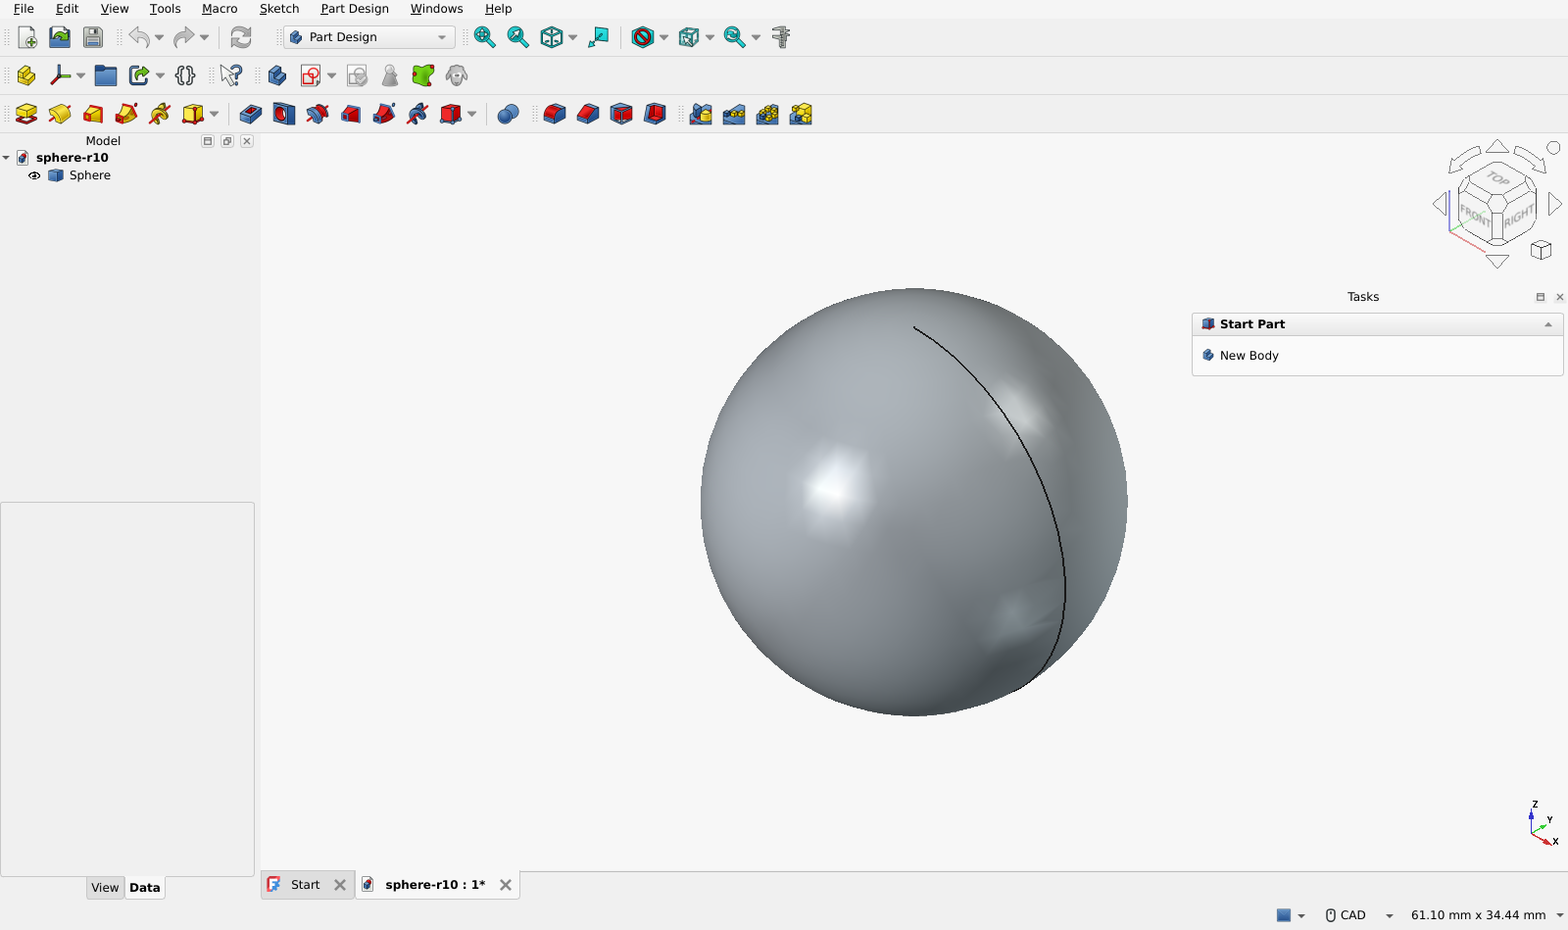 File Edit View Tools Macro Sketch Part Design Windows Help
Part Design
Model
sphere-r10
Sphere
TOP
FRONT
RIGHT
Tasks
Start Part
New Body
Z
Y
X
View Data
Start
sphere-r10 : 1*
CAD
61.10 mm x 34.44 mm